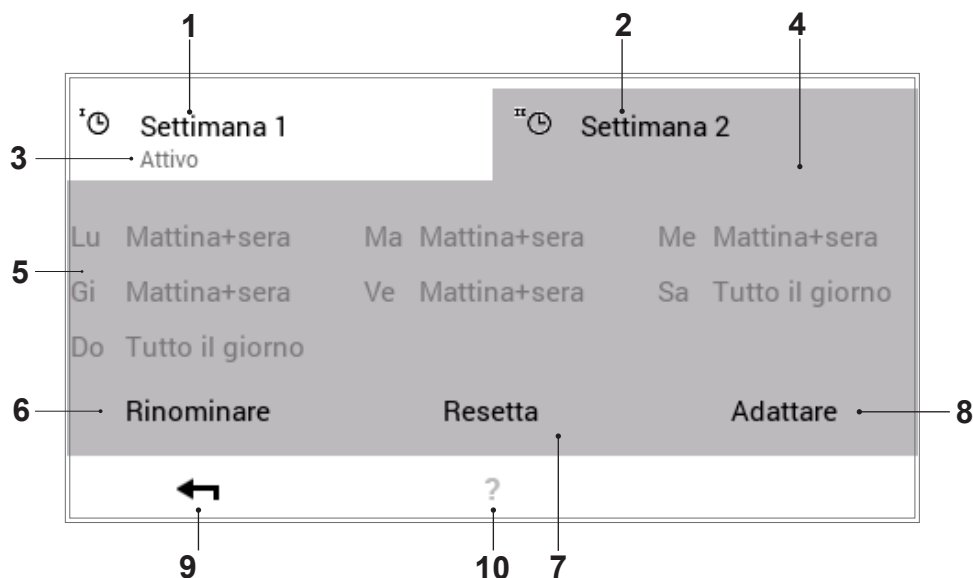 1 2 4
I Settimana 1 II Settimana 2
3 Attivo
Lu Mattina+sera Ma Mattina+sera Me Mattina+sera
5
Gi Mattina+sera Ve Mattina+sera Sa Tutto il giorno
Do Tutto il giorno
6 Rinominare Resetta Adattare 8
?
9 10 7